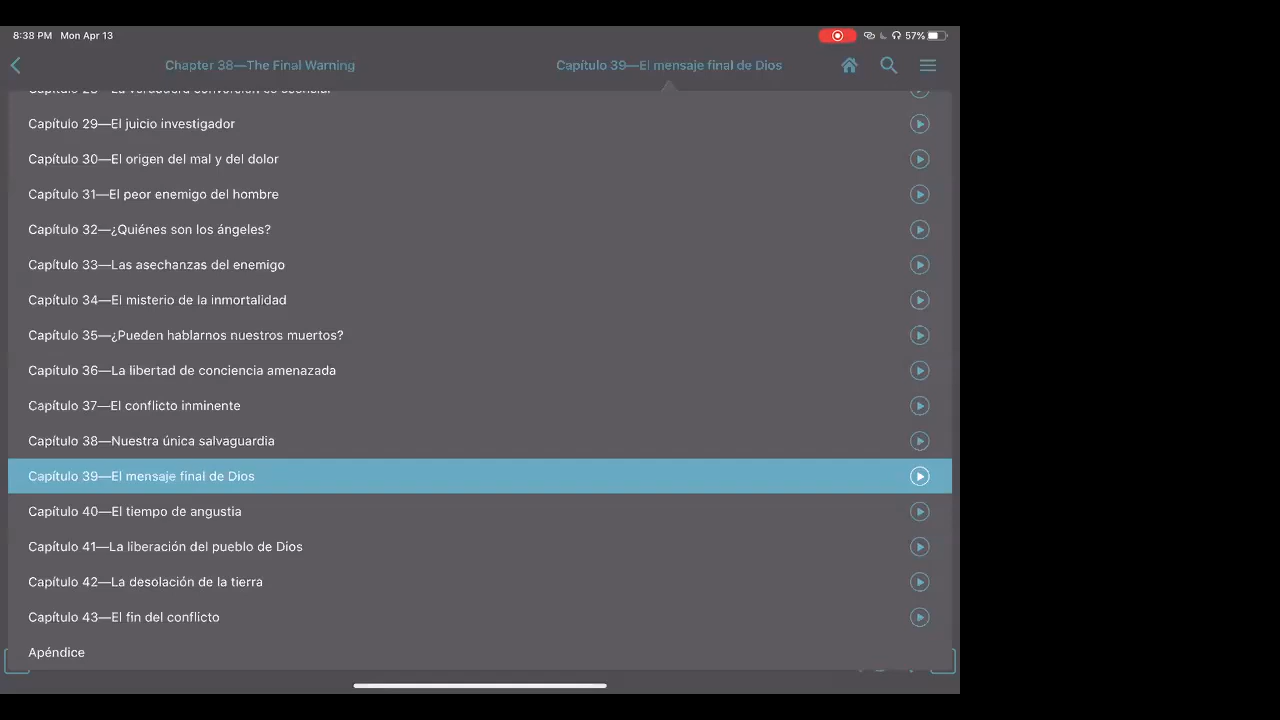 8:38 PM Mon Apr 13 57%
Chapter 38—The Final Warning Capítulo 39—El mensaje final de Dios
Capítulo 29—El juicio investigador
Capítulo 30—El origen del mal y del dolor
Capítulo 31—El peor enemigo del hombre
Capítulo 32—¿Quiénes son los ángeles?
Capítulo 33—Las asechanzas del enemigo
Capítulo 34—El misterio de la inmortalidad
Capítulo 35—¿Pueden hablarnos nuestros muertos?
Capítulo 36—La libertad de conciencia amenazada
Capítulo 37—El conflicto inminente
Capítulo 38—Nuestra única salvaguardia
Capítulo 39—El mensaje final de Dios
Capítulo 40—El tiempo de angustia
Capítulo 41—La liberación del pueblo de Dios
Capítulo 42—La desolación de la tierra
Capítulo 43—El fin del conflicto
Apéndice